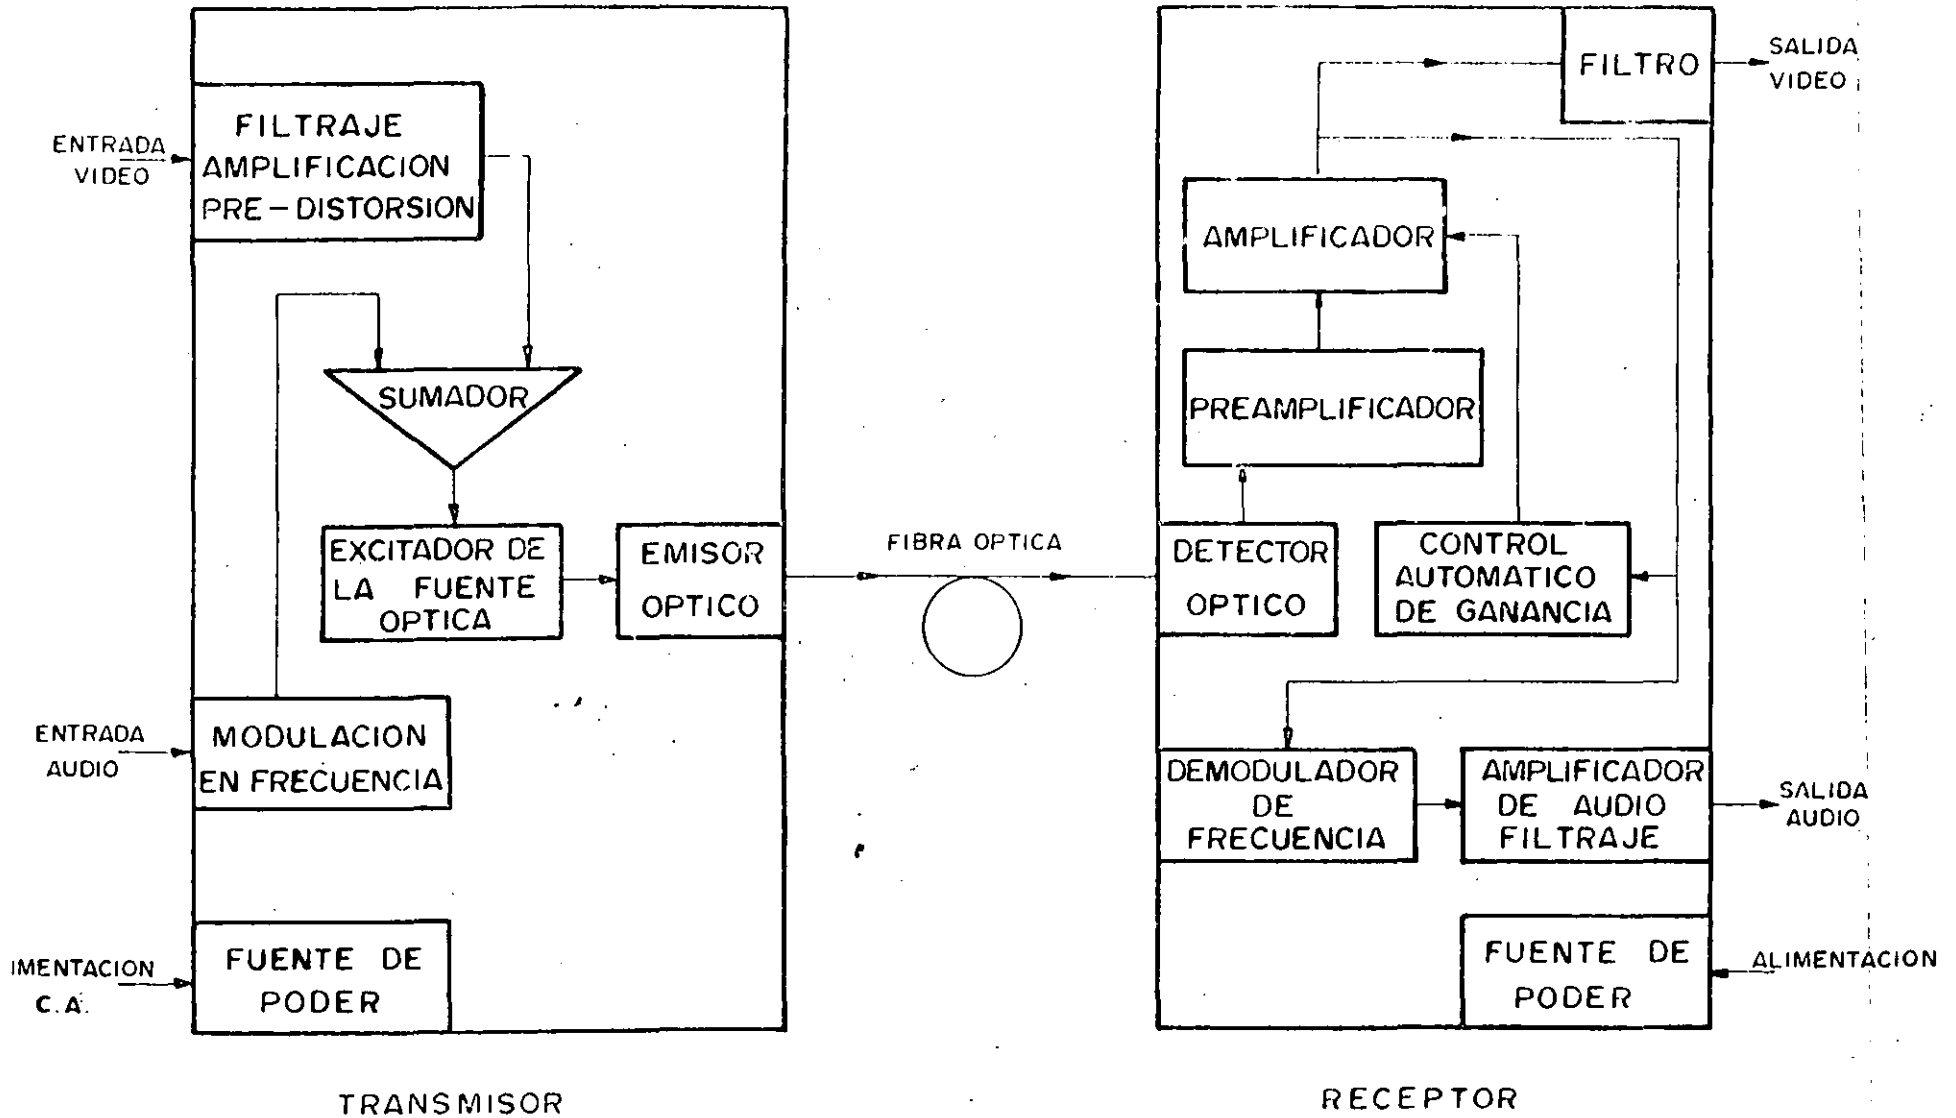 ENTRADA
VIDEO
FILTRAJE
AMPLIFICACION
PRE-DISTORSION
SUMADOR
EXCITADOR DE
LA FUENTE
OPTICA
EMISOR
OPTICO
ENTRADA
AUDIO
MODULACION
EN FRECUENCIA
IMENTACION
C.A.
FUENTE DE
PODER
TRANSMISOR
FIBRA OPTICA
FILTRO
SALIDA
VIDEO
AMPLIFICADOR
PREAMPLIFICADOR
DETECTOR
OPTICO
CONTROL
AUTOMATICO
DE GANANCIA
DEMODULADOR
DE
FRECUENCIA
AMPLIFICADOR
DE AUDIO
FILTRAJE
SALIDA
AUDIO
FUENTE DE
PODER
ALIMENTACION
RECEPTOR